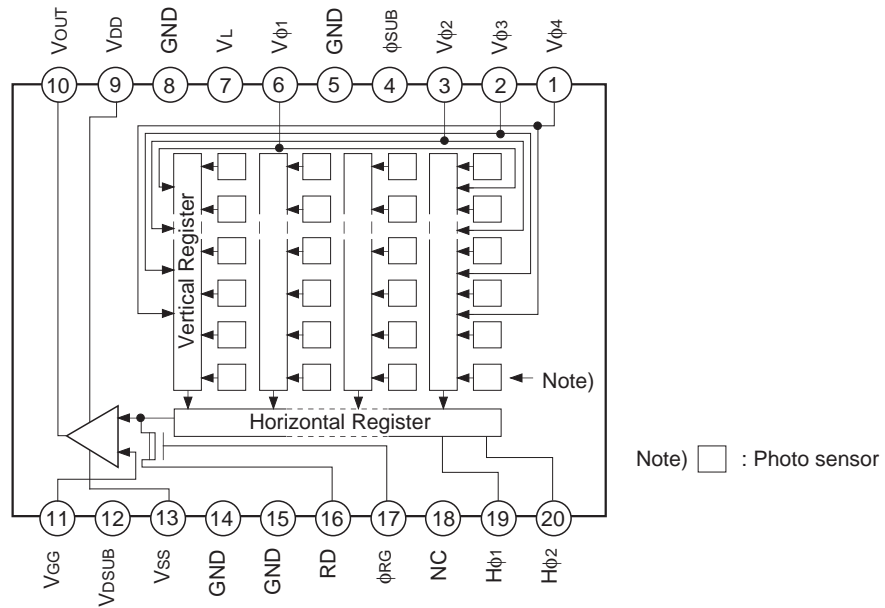 VOUT VDD GND VL Vϕ1 GND ϕSUB Vϕ2 Vϕ3 Vϕ4
10 9 8 7 6 5 4 3 2 1
Vertical Register
Note)
Horizontal Register
Note) : Photo sensor
11 12 13 14 15 16 17 18 19 20
VGG VDSUB VSS GND GND RD ϕRG NC Hϕ1 Hϕ2